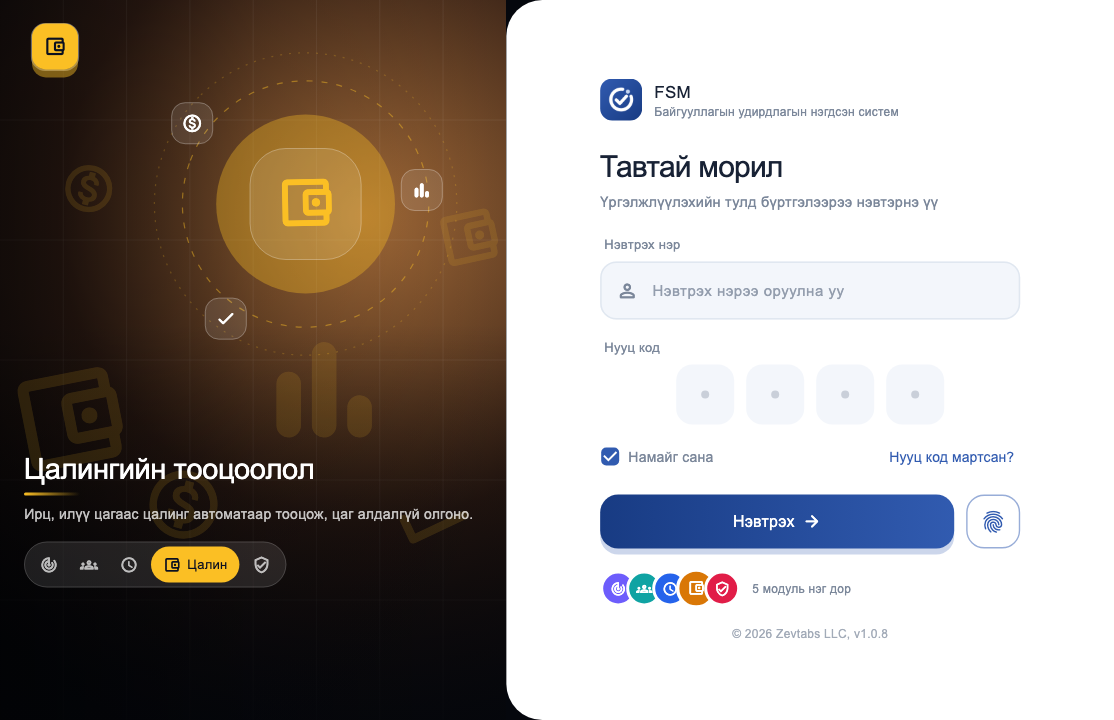 Цалингийн тооцоолол
Ирц, илүү цагаас цалинг автоматаар тооцож, цаг алдалгүй олгоно.
Цалин
FSM
Байгууллагын удирдлагын нэгдсэн систем
Тавтай морил
Үргэлжлүүлэхийн тулд бүртгэлээрээ нэвтэрнэ үү
Нэвтрэх нэр
Нэвтрэх нэрээ оруулна уу
Нууц код
Намайг сана
Нууц код мартсан?
Нэвтрэх
5 модуль нэг дор
© 2026 Zevtabs LLC, v1.0.8